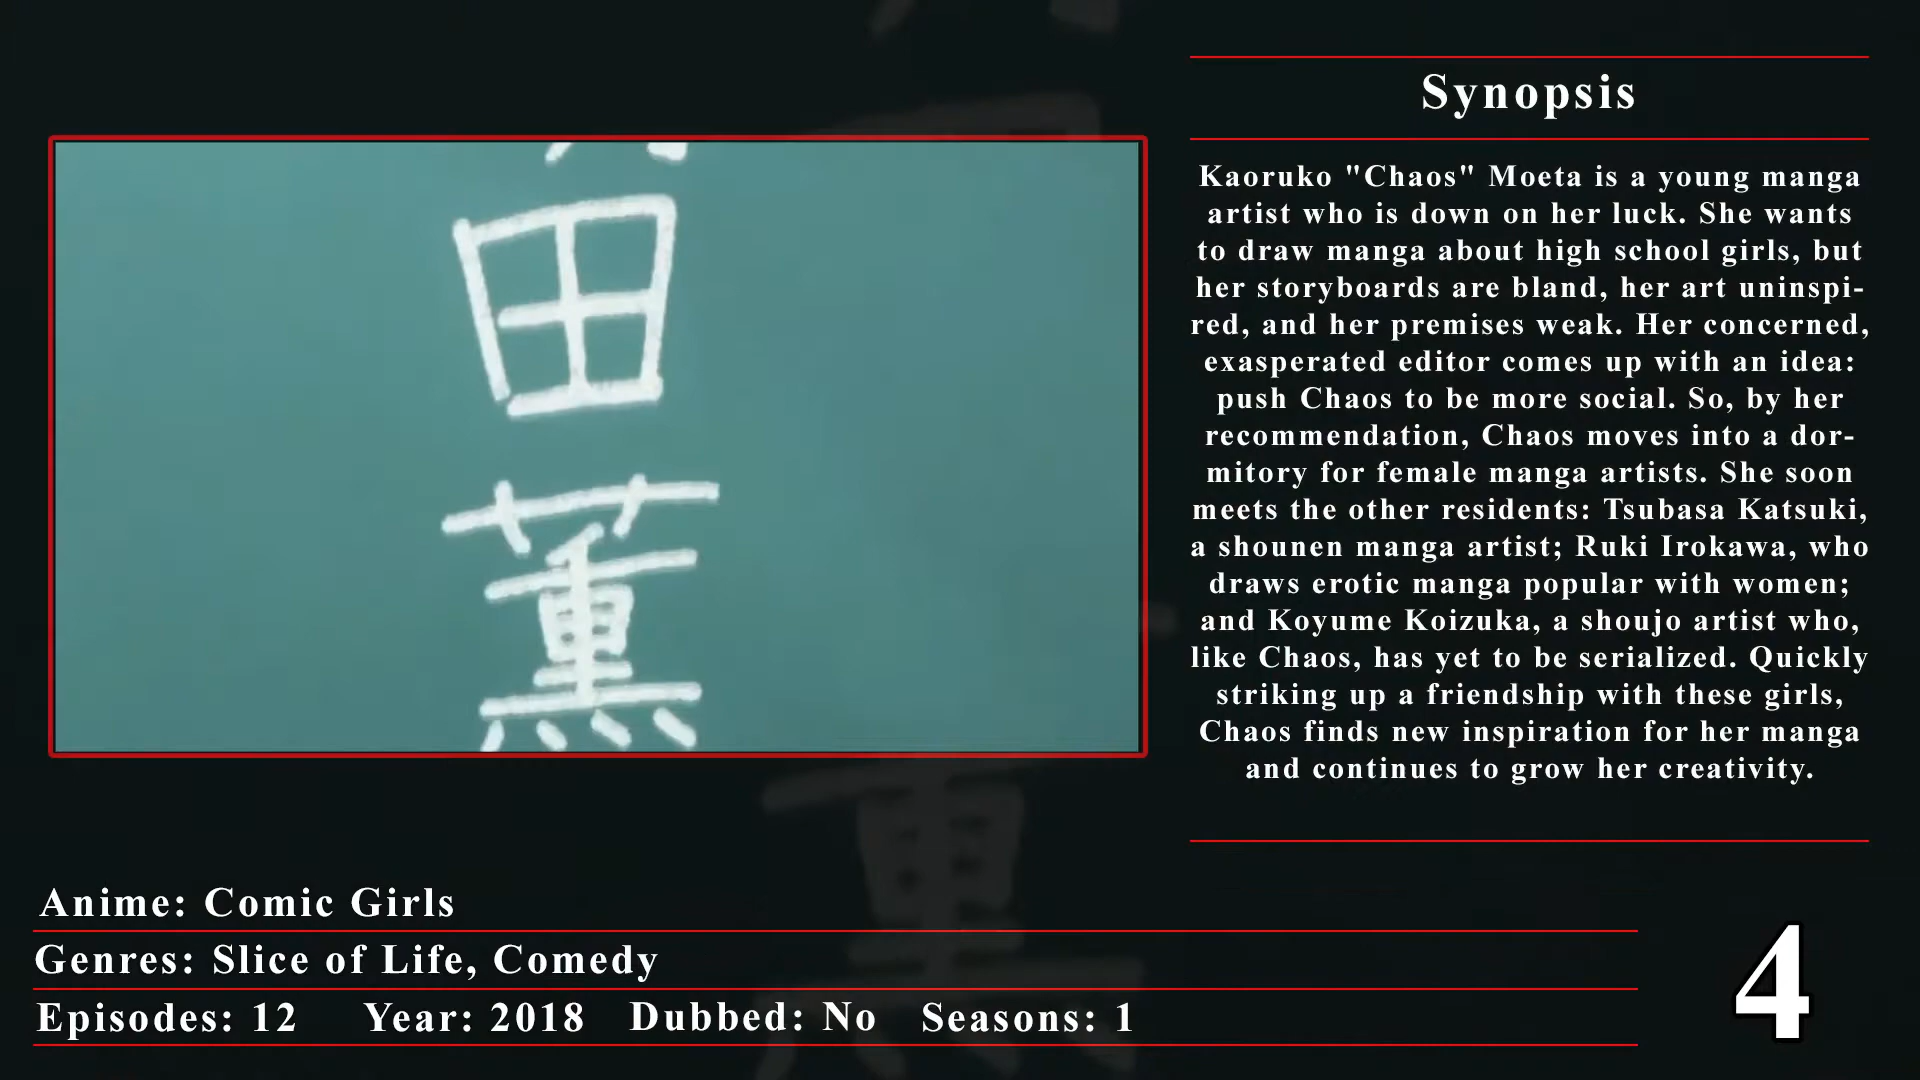 Synopsis
Kaoruko "Chaos" Moeta is a young manga
artist who is down on her luck. She wants
to draw manga about high school girls, but
her storyboards are bland, her art uninspi-
red, and her premises weak. Her concerned,
exasperated editor comes up with an idea:
push Chaos to be more social. So, by her
recommendation, Chaos moves into a dor-
mitory for female manga artists. She soon
meets the other residents: Tsubasa Katsuki,
a shounen manga artist; Ruki Irokawa, who
draws erotic manga popular with women;
and Koyume Koizuka, a shoujo artist who,
like Chaos, has yet to be serialized. Quickly
striking up a friendship with these girls,
Chaos finds new inspiration for her manga
and continues to grow her creativity.
田
薫
Anime: Comic Girls
Genres: Slice of Life, Comedy
Episodes: 12 Year: 2018 Dubbed: No Seasons: 1
4